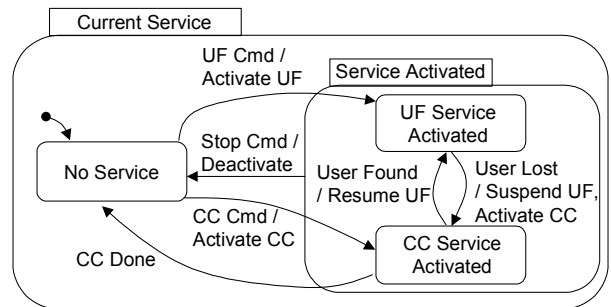 Current Service
UF Cmd /
Activate UF
Service Activated
UF Service
Activated
Stop Cmd /
Deactivate
No Service
User Found
/ Resume UF
User Lost
/ Suspend UF,
Activate CC
CC Cmd /
Activate CC
CC Service
Activated
CC Done